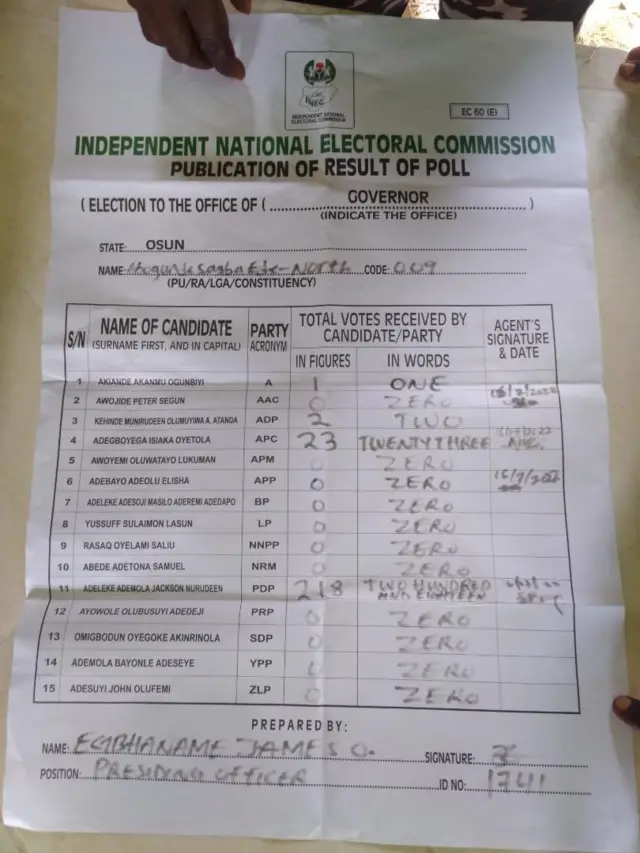 INDEPENDENT NATIONAL
ELECTORAL COMMISSION
EC 60 (E)
INDEPENDENT NATIONAL ELECTORAL COMMISSION
PUBLICATION OF RESULT OF POLL
( ELECTION TO THE OFFICE OF ( GOVERNOR )
(INDICATE THE OFFICE)
STATE: OSUN
NAME: Ede-North CODE: 009
(PU/RA/LGA/CONSTITUENCY)
S/N NAME OF CANDIDATE (SURNAME FIRST, AND IN CAPITAL) PARTY ACRONYM TOTAL VOTES RECEIVED BY CANDIDATE/PARTY AGENT'S SIGNATURE & DATE
IN FIGURES IN WORDS
1 AKIANDE AKANMU OGUNBIYI A 1 ONE
2 AWOJIDE PETER SEGUN AAC 0 ZERO
3 KEHINDE MUNIRUDEEN OLUMUYIWA A. ATANDA ADP 2 TWO
4 ADEGBOYEGA ISIAKA OYETOLA APC 23 TWENTYTHREE
5 AWOYEMI OLUWATAYO LUKUMAN APM 0 ZERO
6 ADEBAYO ADEOLU ELISHA APP 0 ZERO
7 ADELEKE ADESOJI MASILO ADEREMI ADEDAPO BP 0 ZERO
8 YUSSUFF SULAIMON LASUN LP 0 ZERO
9 RASAQ OYELAMI SALIU NNPP 0 ZERO
10 ABEDE ADETONA SAMUEL NRM 0 ZERO
11 ADELEKE ADEMOLA JACKSON NURUDEEN PDP 218 TWO HUNDRED AND EIGHTEEN
12 AYOWOLE OLUBUSUYI ADEDEJI PRP 0 ZERO
13 OMIGBODUN OYEGOKE AKINRINOLA SDP 0 ZERO
14 ADEMOLA BAYONLE ADESEYE YPP 0 ZERO
15 ADESUYI JOHN OLUFEMI ZLP 0 ZERO
PREPARED BY:
NAME: EGBHANAME JAMES O. SIGNATURE:
POSITION: PRESIDING OFFICER ID NO: 1741